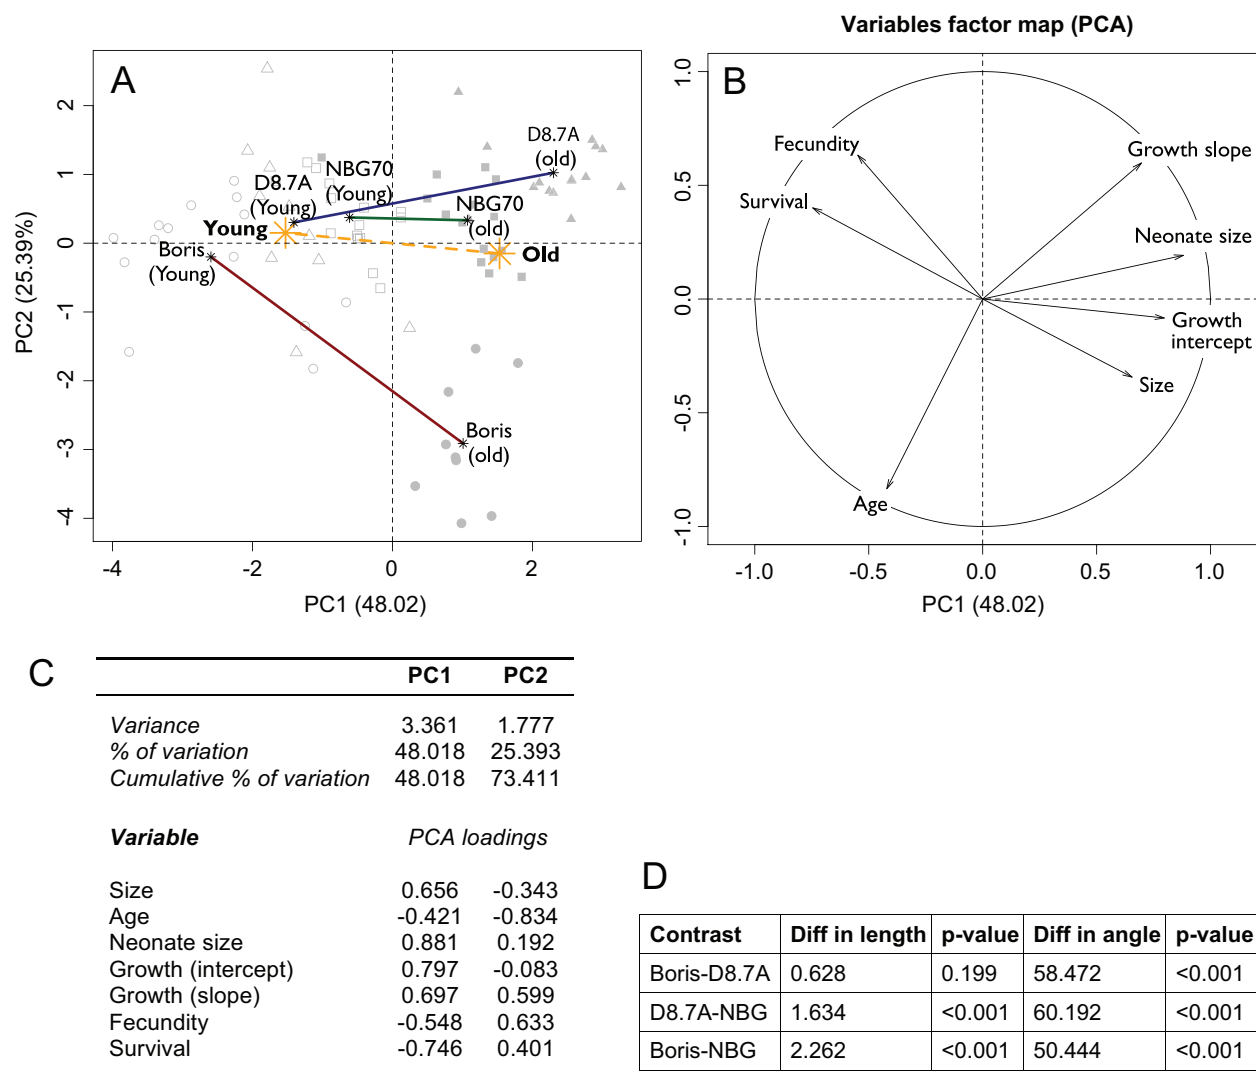 Variables factor map (PCA)
A
2
1
0
-1
-2
-3
-4
PC2 (25.39%)
D8.7A
(old)
NBG70
(Young)
D8.7A
(Young)
NBG70
(old)
Young
Old
Boris
(Young)
Boris
(old)
-4
-2
0
2
PC1 (48.02)
B
1.0
0.5
0.0
-0.5
-1.0
Fecundity
Growth slope
Survival
Neonate size
Growth
intercept
Size
Age
-1.0
-0.5
0.0
0.5
1.0
PC1 (48.02)
C
PC1 PC2
Variance 3.361 1.777
% of variation 48.018 25.393
Cumulative % of variation 48.018 73.411
Variable PCA loadings
Size 0.656 -0.343
Age -0.421 -0.834
Neonate size 0.881 0.192
Growth (intercept) 0.797 -0.083
Growth (slope) 0.697 0.599
Fecundity -0.548 0.633
Survival -0.746 0.401
D
Contrast Diff in length p-value Diff in angle p-value
Boris-D8.7A 0.628 0.199 58.472 <0.001
D8.7A-NBG 1.634 <0.001 60.192 <0.001
Boris-NBG 2.262 <0.001 50.444 <0.001